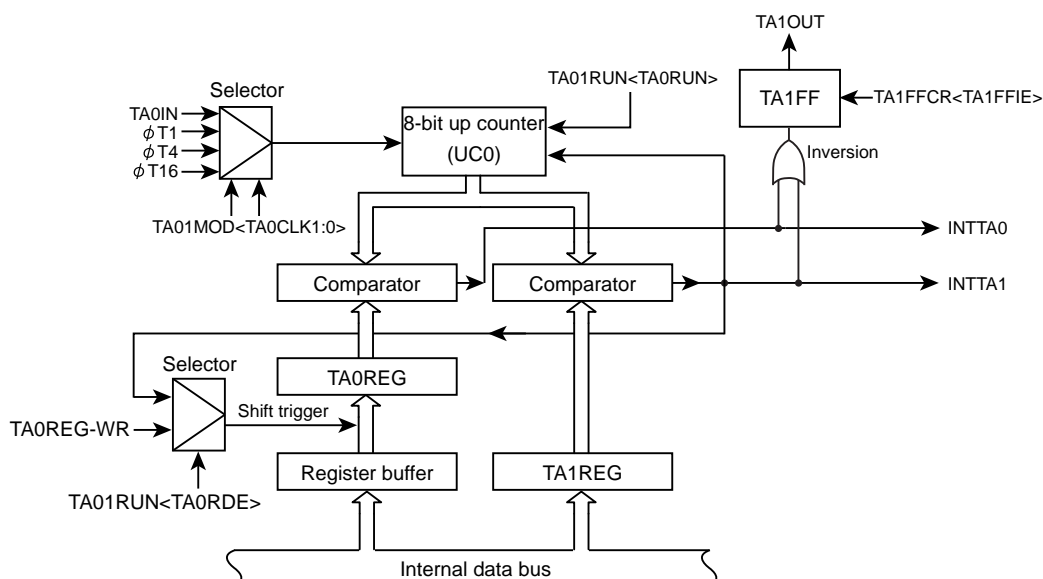 TA1OUT
Selector
TA01RUN<TA0RUN>
TA1FF
TA1FFCR<TA1FFIE>
TA0IN
ϕT1
ϕT4
ϕT16
8-bit up counter
(UC0)
Inversion
TA01MOD<TA0CLK1:0>
INTTA0
Comparator
Comparator
INTTA1
Selector
TA0REG
Shift trigger
TA0REG-WR
Register buffer
TA1REG
TA01RUN<TA0RDE>
Internal data bus